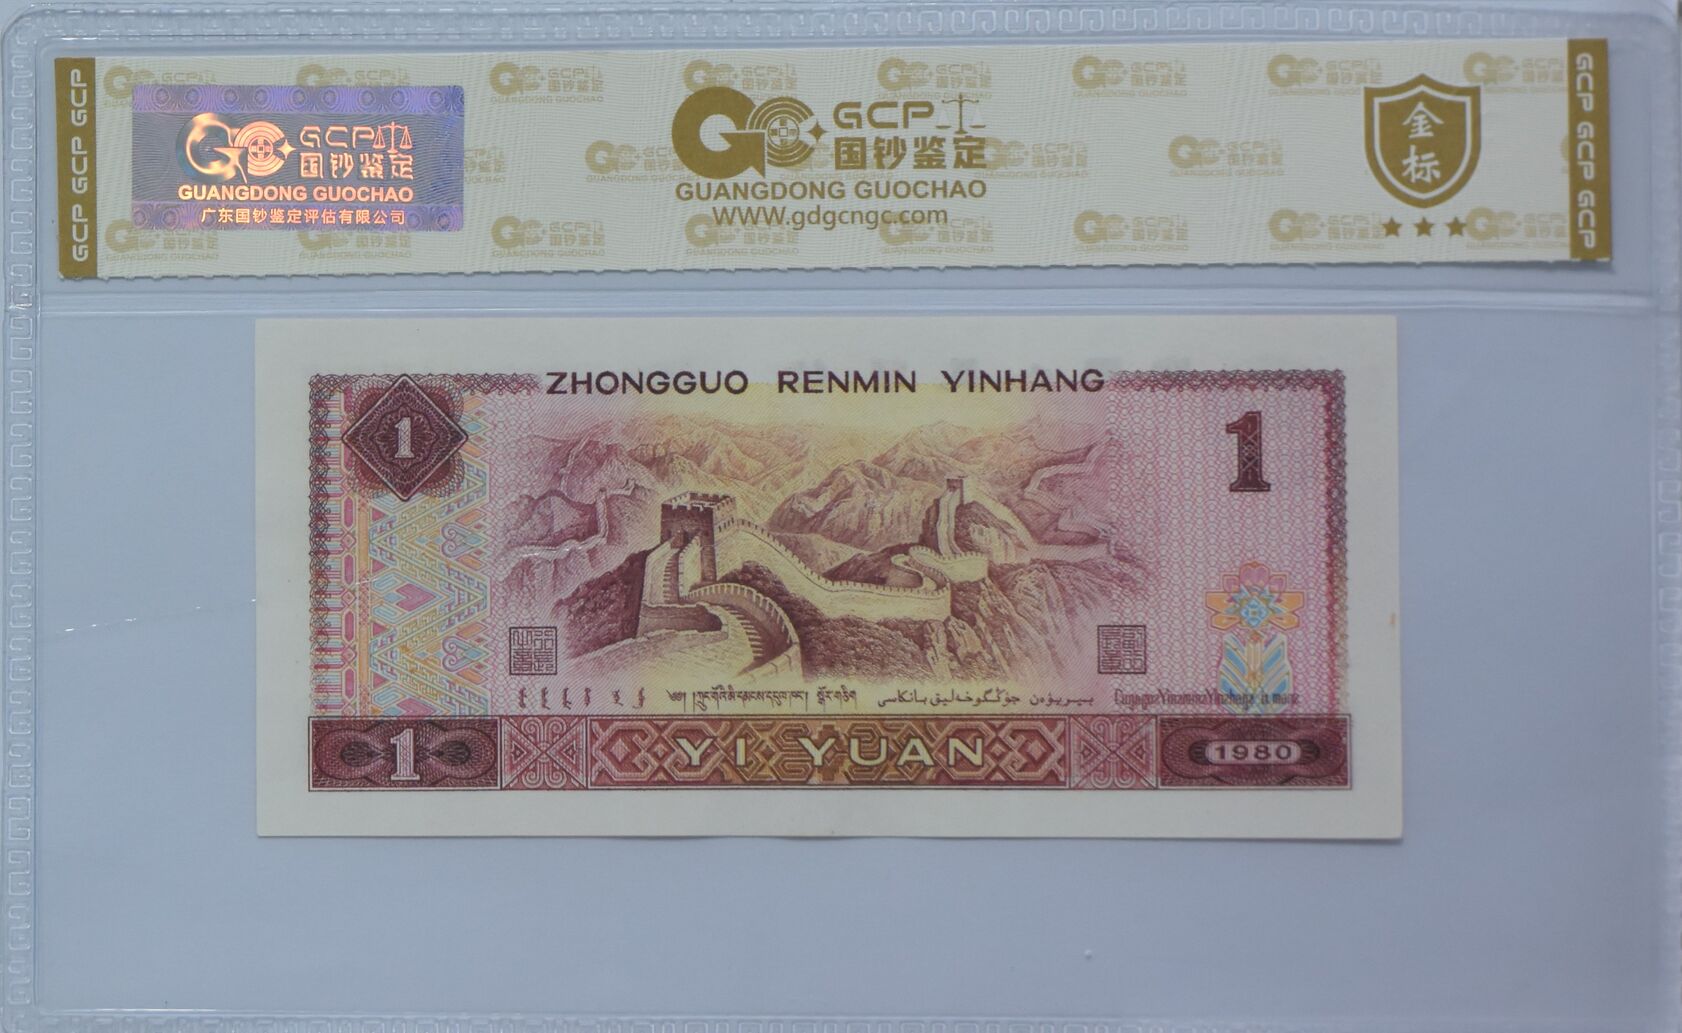 GCP GCP GCP
GCP
国钞鉴定
GUANGDONG GUOCHAO
广东国钞鉴定评估有限公司
GCP
国钞鉴定
GUANGDONG GUOCHAO
WWW.gdgcngc.com
金标
GCP GCP GCP
ZHONGGUO RENMIN YINHANG
1
1
1
YI YUAN
1980